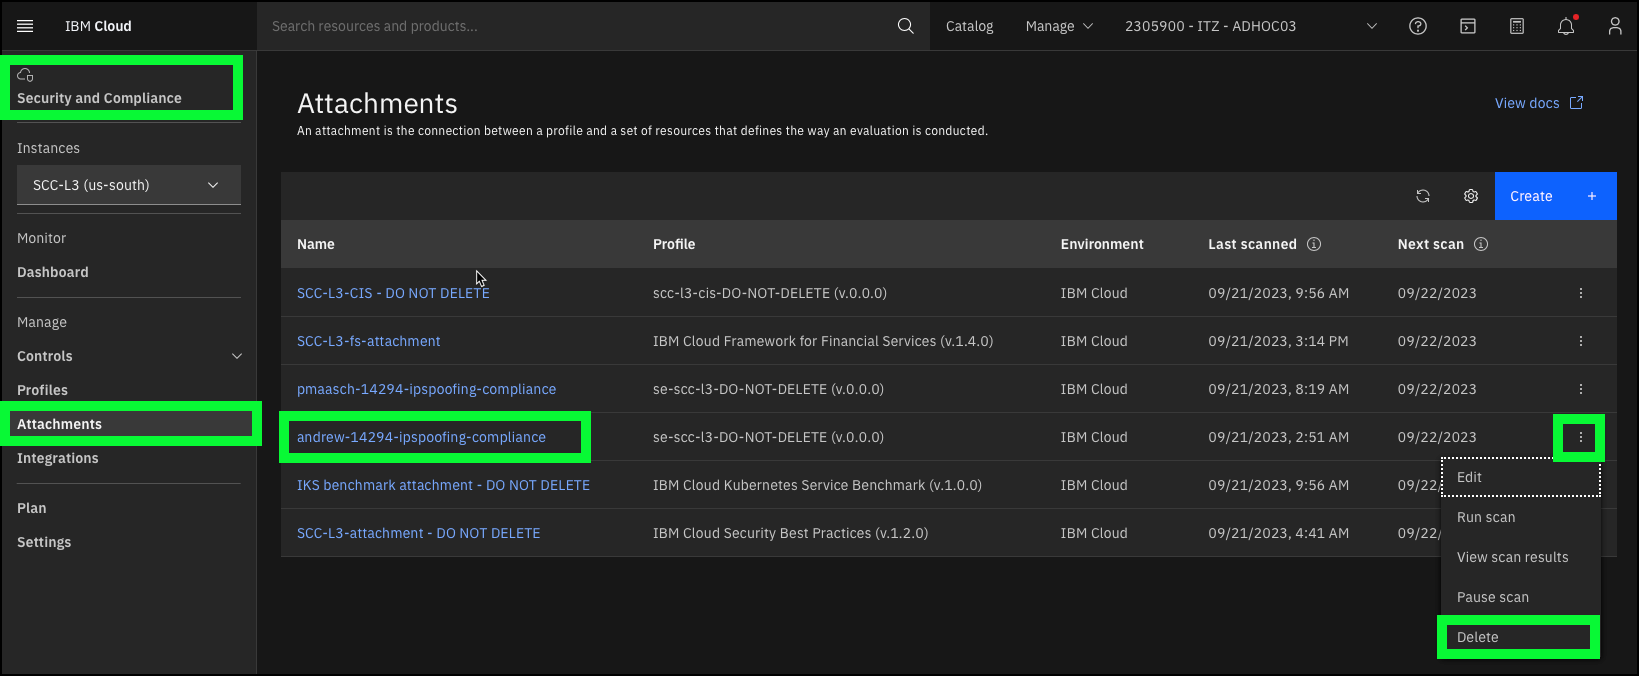 IBM Cloud
Search resources and products...
Catalog
Manage
2305900 - ITZ - ADHOC03
Security and Compliance
Instances
SCC-L3 (us-south)
Monitor
Dashboard
Manage
Controls
Profiles
Attachments
Integrations
Plan
Settings
Attachments
An attachment is the connection between a profile and a set of resources that defines the way an evaluation is conducted.
View docs
Create +
Name Profile Environment Last scanned Next scan
SCC-L3-CIS - DO NOT DELETE scc-l3-cis-DO-NOT-DELETE (v.0.0.0) IBM Cloud 09/21/2023, 9:56 AM 09/22/2023
SCC-L3-fs-attachment IBM Cloud Framework for Financial Services (v.1.4.0) IBM Cloud 09/21/2023, 3:14 PM 09/22/2023
pmaasch-14294-ipspoofing-compliance se-scc-l3-DO-NOT-DELETE (v.0.0.0) IBM Cloud 09/21/2023, 8:19 AM 09/22/2023
andrew-14294-ipspoofing-compliance se-scc-l3-DO-NOT-DELETE (v.0.0.0) IBM Cloud 09/21/2023, 2:51 AM 09/22/2023
IKS benchmark attachment - DO NOT DELETE IBM Cloud Kubernetes Service Benchmark (v.1.0.0) IBM Cloud 09/21/2023, 9:56 AM 09/22/
SCC-L3-attachment - DO NOT DELETE IBM Cloud Security Best Practices (v.1.2.0) IBM Cloud 09/21/2023, 4:41 AM 09/22/
Edit
Run scan
View scan results
Pause scan
Delete